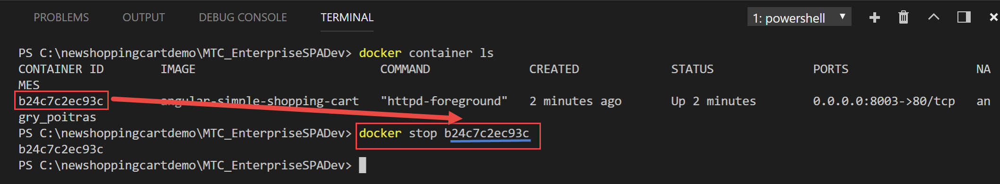 PROBLEMS OUTPUT DEBUG CONSOLE TERMINAL 1: powershell
PS C:\newshoppingcartdemo\MTC_EnterpriseSPADev> docker container ls
CONTAINER ID IMAGE COMMAND CREATED STATUS PORTS NA
MES
b24c7c2ec93c angular-simple-shopping-cart "httpd-foreground" 2 minutes ago Up 2 minutes 0.0.0.0:8003->80/tcp an
gry_poitras
PS C:\newshoppingcartdemo\MTC_EnterpriseSPADev> docker stop b24c7c2ec93c
b24c7c2ec93c
PS C:\newshoppingcartdemo\MTC_EnterpriseSPADev>